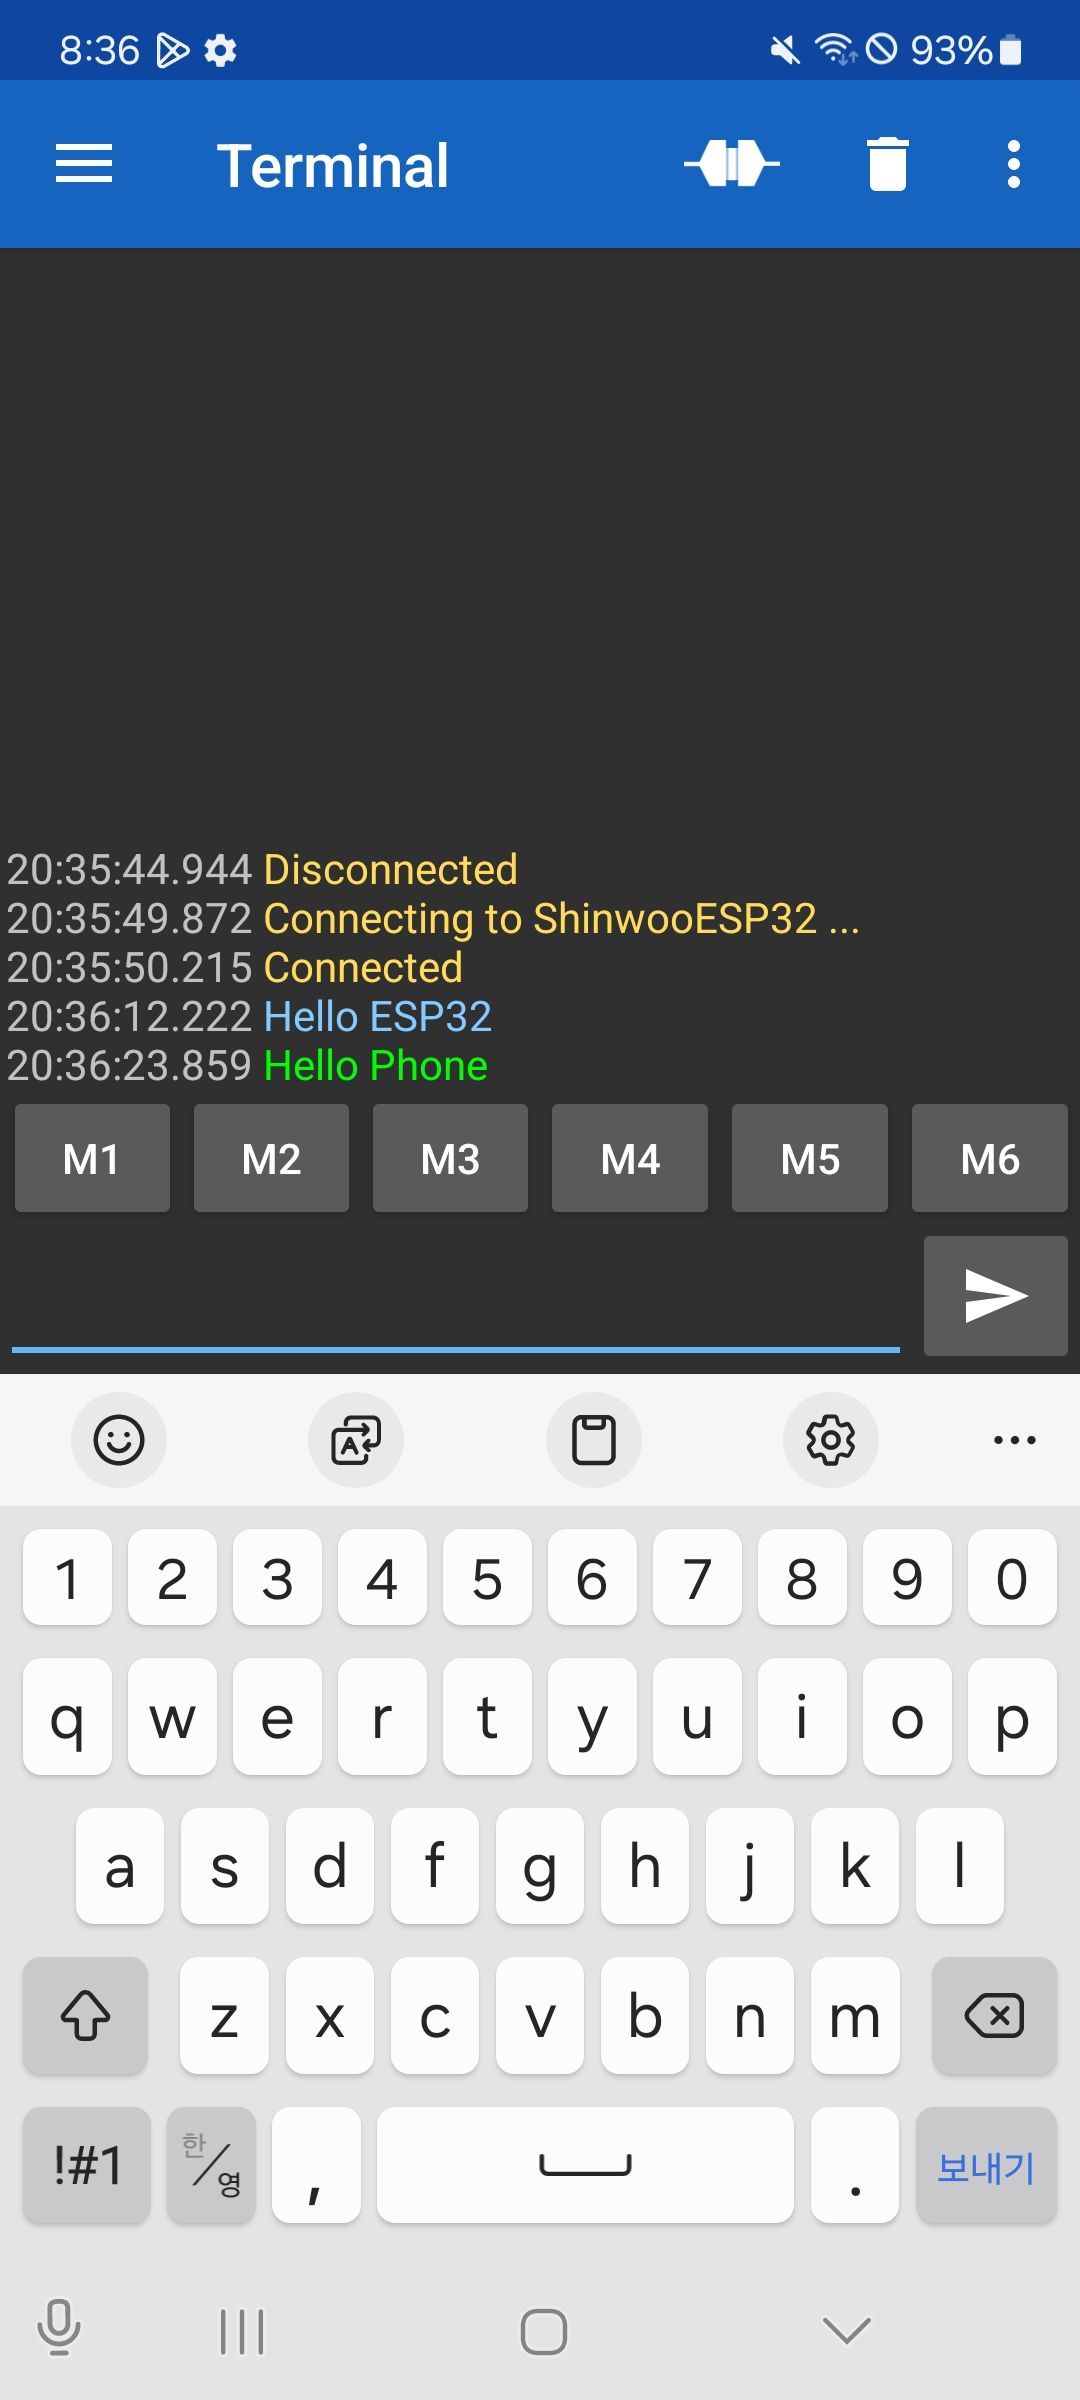 8:36 93%
Terminal
20:35:44.944 Disconnected
20:35:49.872 Connecting to ShinwooESP32 ...
20:35:50.215 Connected
20:36:12.222 Hello ESP32
20:36:23.859 Hello Phone
M1 M2 M3 M4 M5 M6
1 2 3 4 5 6 7 8 9 0
q w e r t y u i o p
a s d f g h j k l
z x c v b n m
!#1 한/영 , . 보내기